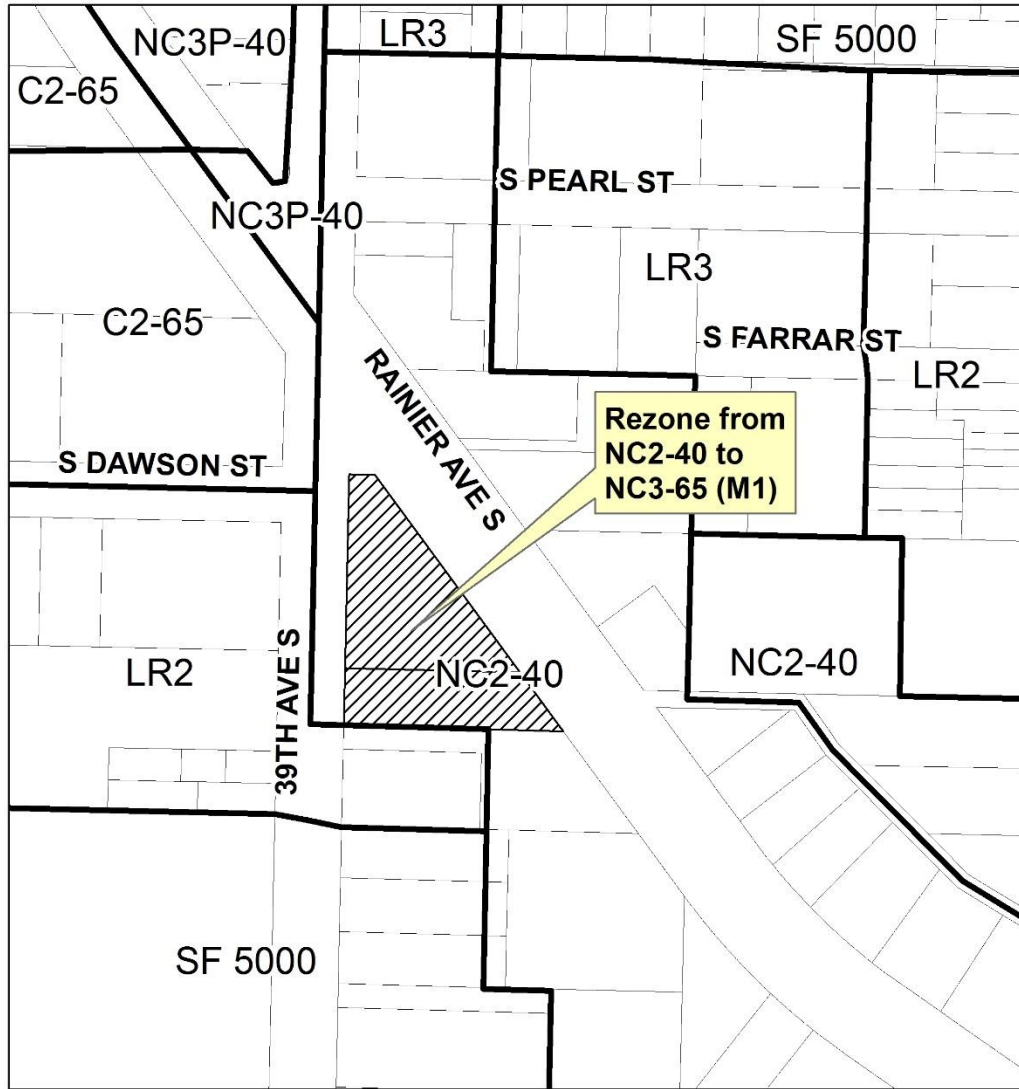 LR3
NC3P-40
SF 5000
C2-65
S PEARL ST
NC3P-40
LR3
C2-65
S FARRAR ST
RAINIER AVE S
LR2
Rezone from
NC2-40 to
NC3-65 (M1)
S DAWSON ST
39TH AVE S
LR2
NC2-40
NC2-40
SF 5000